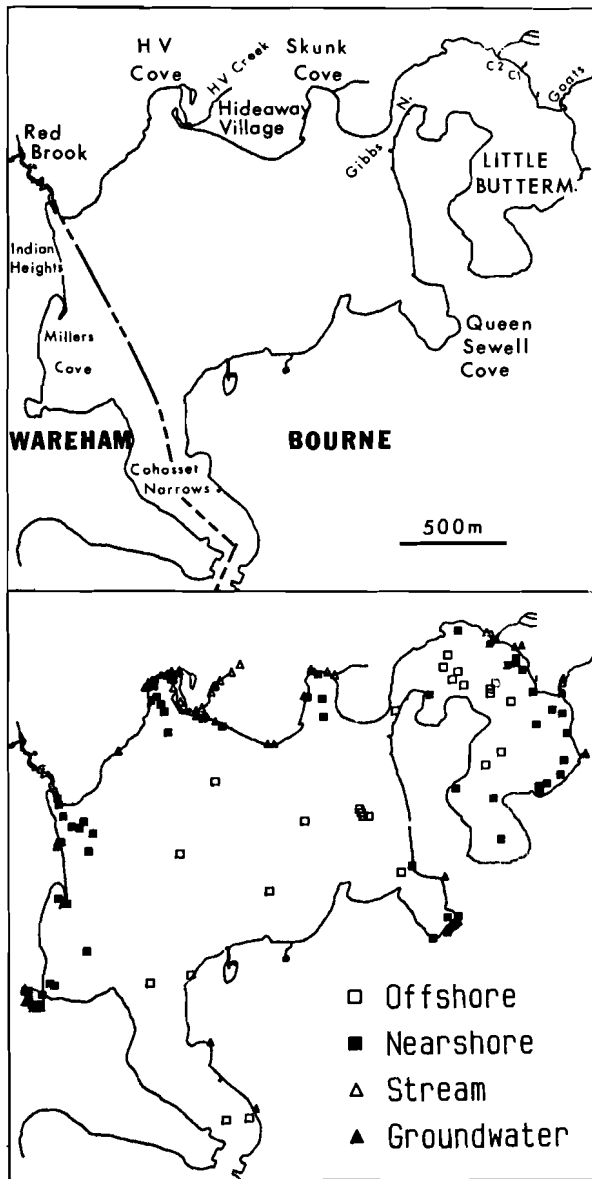 HV
Cove
HV Creek
Skunk
Cove
Hideaway
Village
C2 C1
Goats
Red
Brook
Gibbs N.
LITTLE
BUTTERM.
Indian
Heights
Millers
Cove
Queen
Sewell
Cove
WAREHAM
BOURNE
Cohasset
Narrows
500m
Offshore
Nearshore
Stream
Groundwater